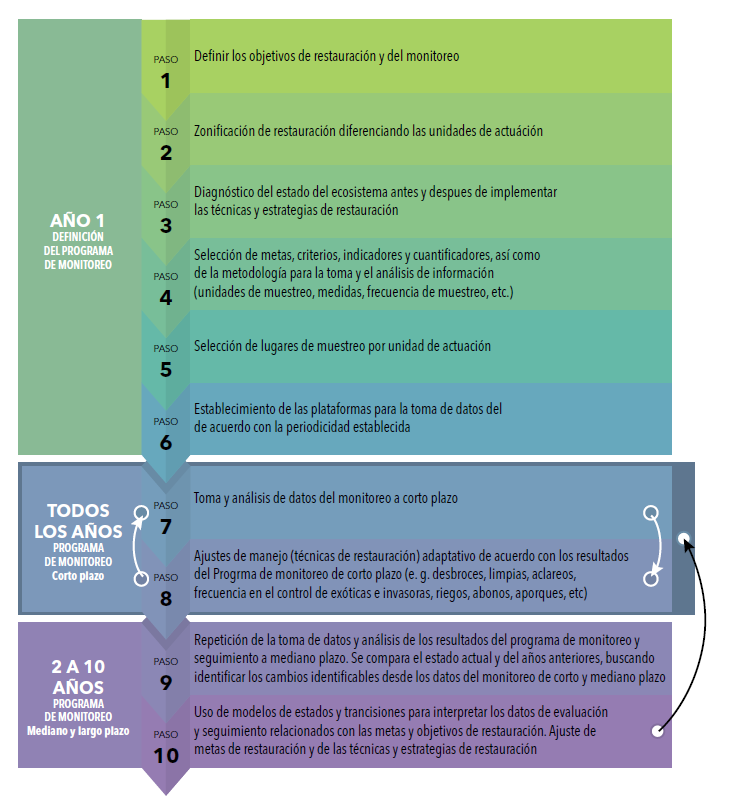 AÑO 1
DEFINICIÓN
DEL PROGRAMA
DE MONITOREO
PASO
1
Definir los objetivos de restauración y del monitoreo
PASO
2
Zonificación de restauración diferenciando las unidades de actuáción
PASO
3
Diagnóstico del estado del ecosistema antes y despues de implementar
las técnicas y estrategias de restauración
PASO
4
Selección de metas, criterios, indicadores y cuantificadores, así como
de la metodología para la toma y el análisis de información
(unidades de muestreo, medidas, frecuencia de muestreo, etc.)
PASO
5
Selección de lugares de muestreo por unidad de actuación
PASO
6
Establecimiento de las plataformas para la toma de datos del
de acuerdo con la periodicidad establecida
TODOS
LOS AÑOS
PROGRAMA
DE MONITOREO
Corto plazo
PASO
7
Toma y análisis de datos del monitoreo a corto plazo
PASO
8
Ajustes de manejo (técnicas de restauración) adaptativo de acuerdo con los resultados
del Progrma de monitoreo de corto plazo (e. g. desbroces, limpias, aclareos,
frecuencia en el control de exóticas e invasoras, riegos, abonos, aporques, etc)
2 A 10
AÑOS
PROGRAMA
DE MONITOREO
Mediano y largo plazo
PASO
9
Repetición de la toma de datos y análisis de los resultados del programa de monitoreo y
seguimiento a mediano plazo. Se compara el estado actual y del años anteriores, buscando
identificar los cambios identificables desde los datos del monitoreo de corto y mediano plazo
PASO
10
Uso de modelos de estados y trancisiones para interpretar los datos de evaluación
y seguimiento relacionados con las metas y objetivos de restauración. Ajuste de
metas de restauración y de las técnicas y estrategias de restauración